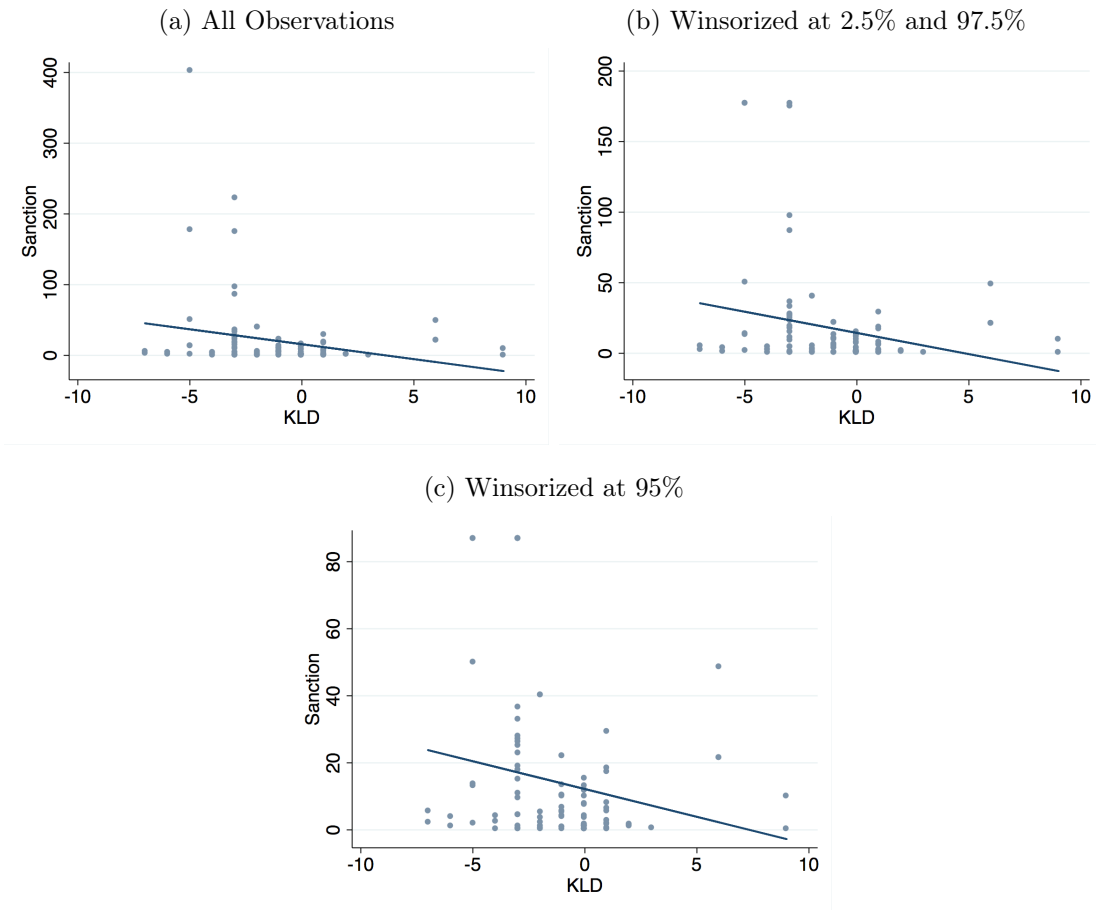 (a) All Observations
(b) Winsorized at 2.5% and 97.5%
400
300
200
100
0
Sanction
-10 -5 0 5 10
KLD
200
150
100
50
0
Sanction
-10 -5 0 5 10
KLD
(c) Winsorized at 95%
80
60
40
20
0
Sanction
-10 -5 0 5 10
KLD